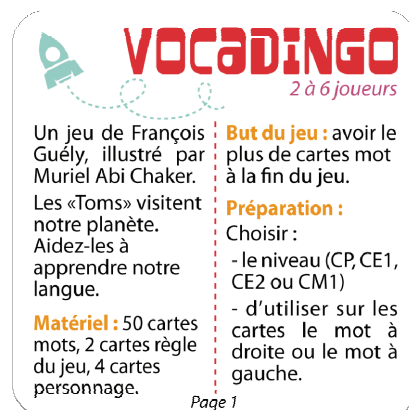 VOCADINGO
2 à 6 joueurs
Un jeu de François
Guély, illustré par
Muriel Abi Chaker.
Les «Toms» visitent
notre planète.
Aidez-les à
apprendre notre
langue.
Matériel : 50 cartes
mots, 2 cartes règle
du jeu, 4 cartes
personnage.
But du jeu : avoir le
plus de cartes mot
à la fin du jeu.
Préparation :
Choisir :
- le niveau (CP, CE1,
CE2 ou CM1)
- d'utiliser sur les
cartes le mot à
droite ou le mot à
gauche.
Page 1